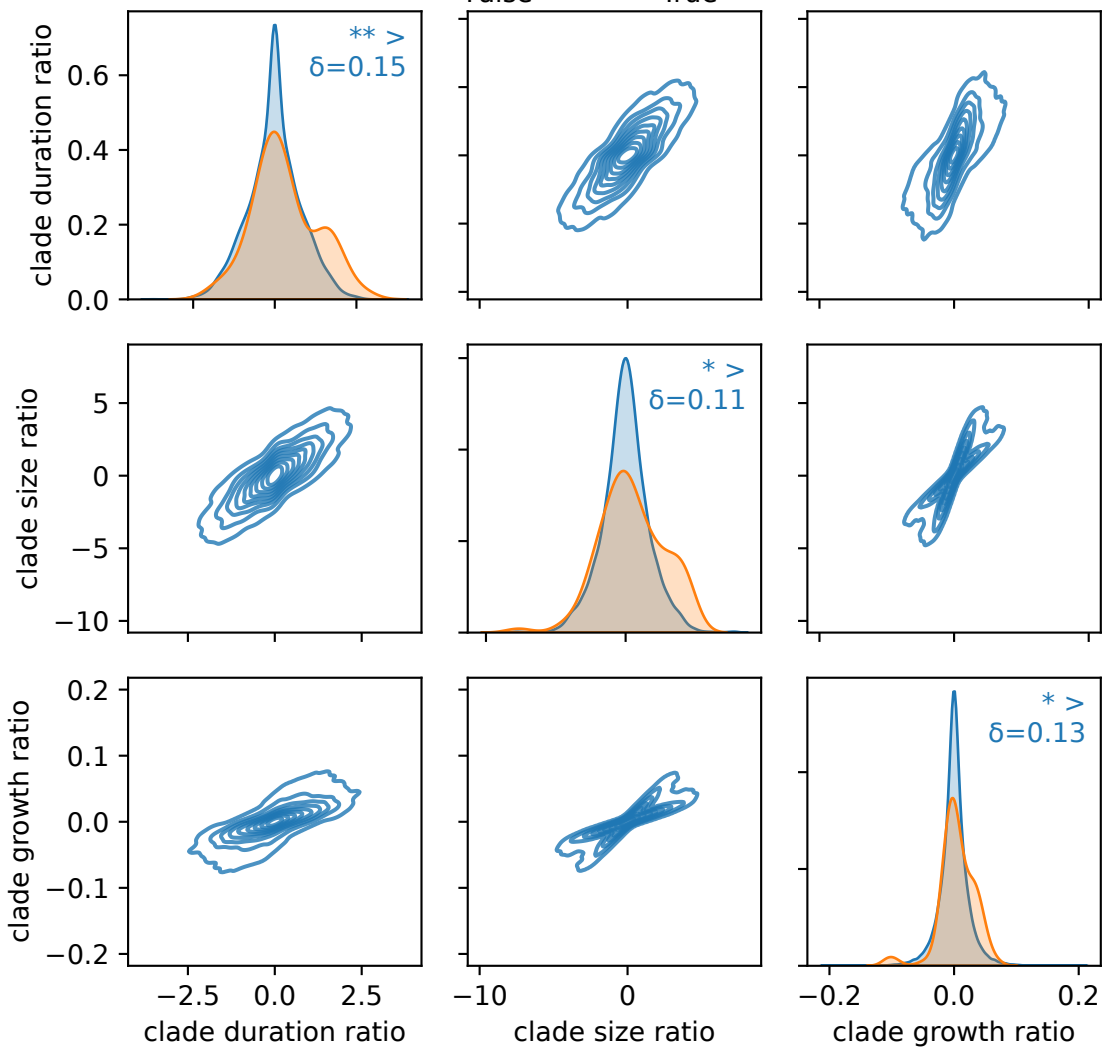 False True
clade duration ratio
0.6
0.4
0.2
0.0
** >
δ=0.15
clade size ratio
5
0
−5
−10
* >
δ=0.11
clade growth ratio
0.2
0.1
0.0
−0.1
−0.2
* >
δ=0.13
−2.5 0.0 2.5
−10 0
−0.2 0.0 0.2
clade duration ratio
clade size ratio
clade growth ratio